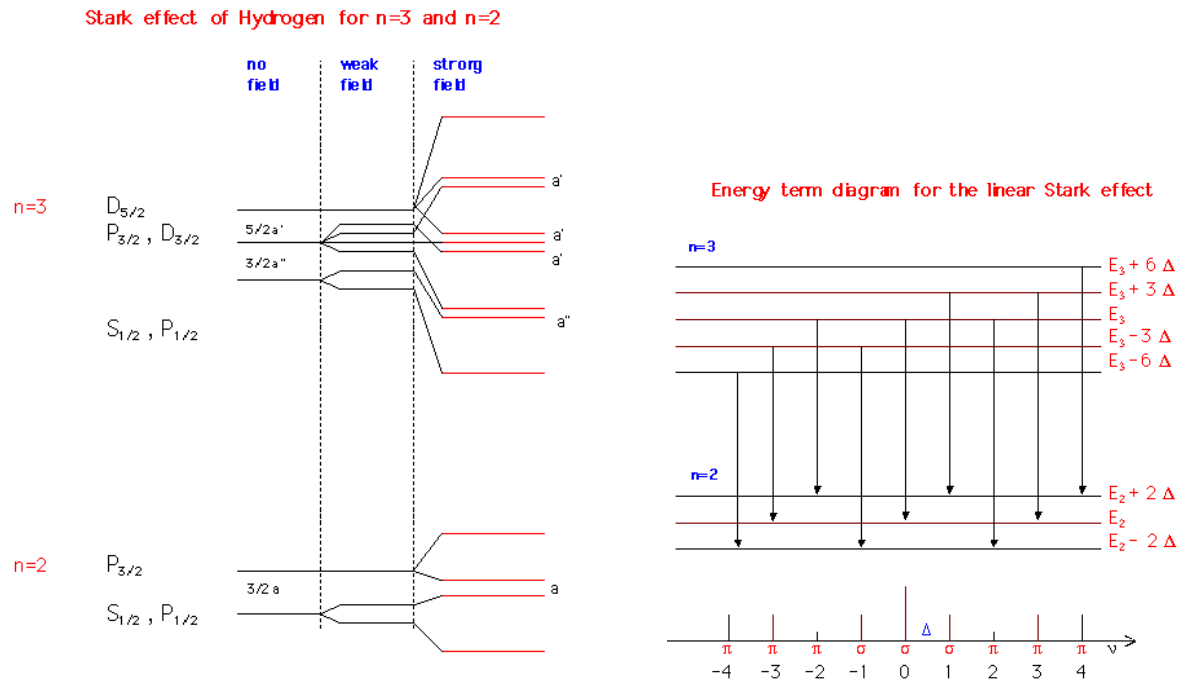 Stark effect of Hydrogen for n=3 and n=2
no field
weak field
strorg field
n=3
D5/2
P3/2 , D3/2
5/2a'
3/2a"
S1/2 , P1/2
a'
a'
a'
a"
n=2
P3/2
3/2a
S1/2 , P1/2
a
Energy term diagram for the linear Stark effect
n=3
E3 + 6 Δ
E3 + 3 Δ
E3
E3 - 3 Δ
E3 - 6 Δ
n=2
E2 + 2 Δ
E2
E2 - 2 Δ
Δ
π π π σ σ σ π π π ν
-4 -3 -2 -1 0 1 2 3 4